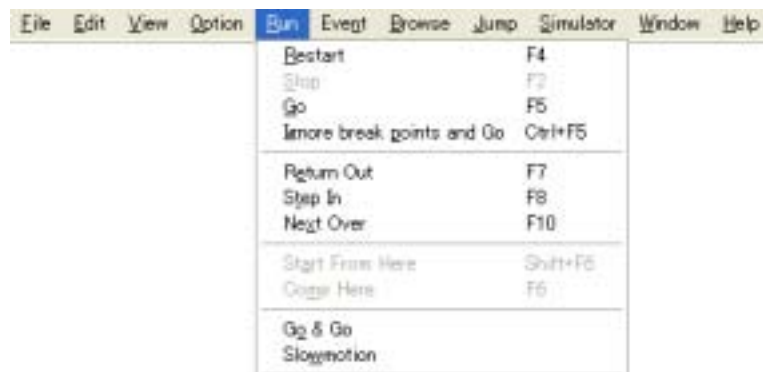 File Edit View Option Run Event Browse Jump Simulator Window Help
Restart F4
Stop F2
Go F5
Ignore break points and Go Ctrl+F5
Return Out F7
Step In F8
Next Over F10
Start From Here Shift+F6
Come Here F6
Go & Go
Slowmotion